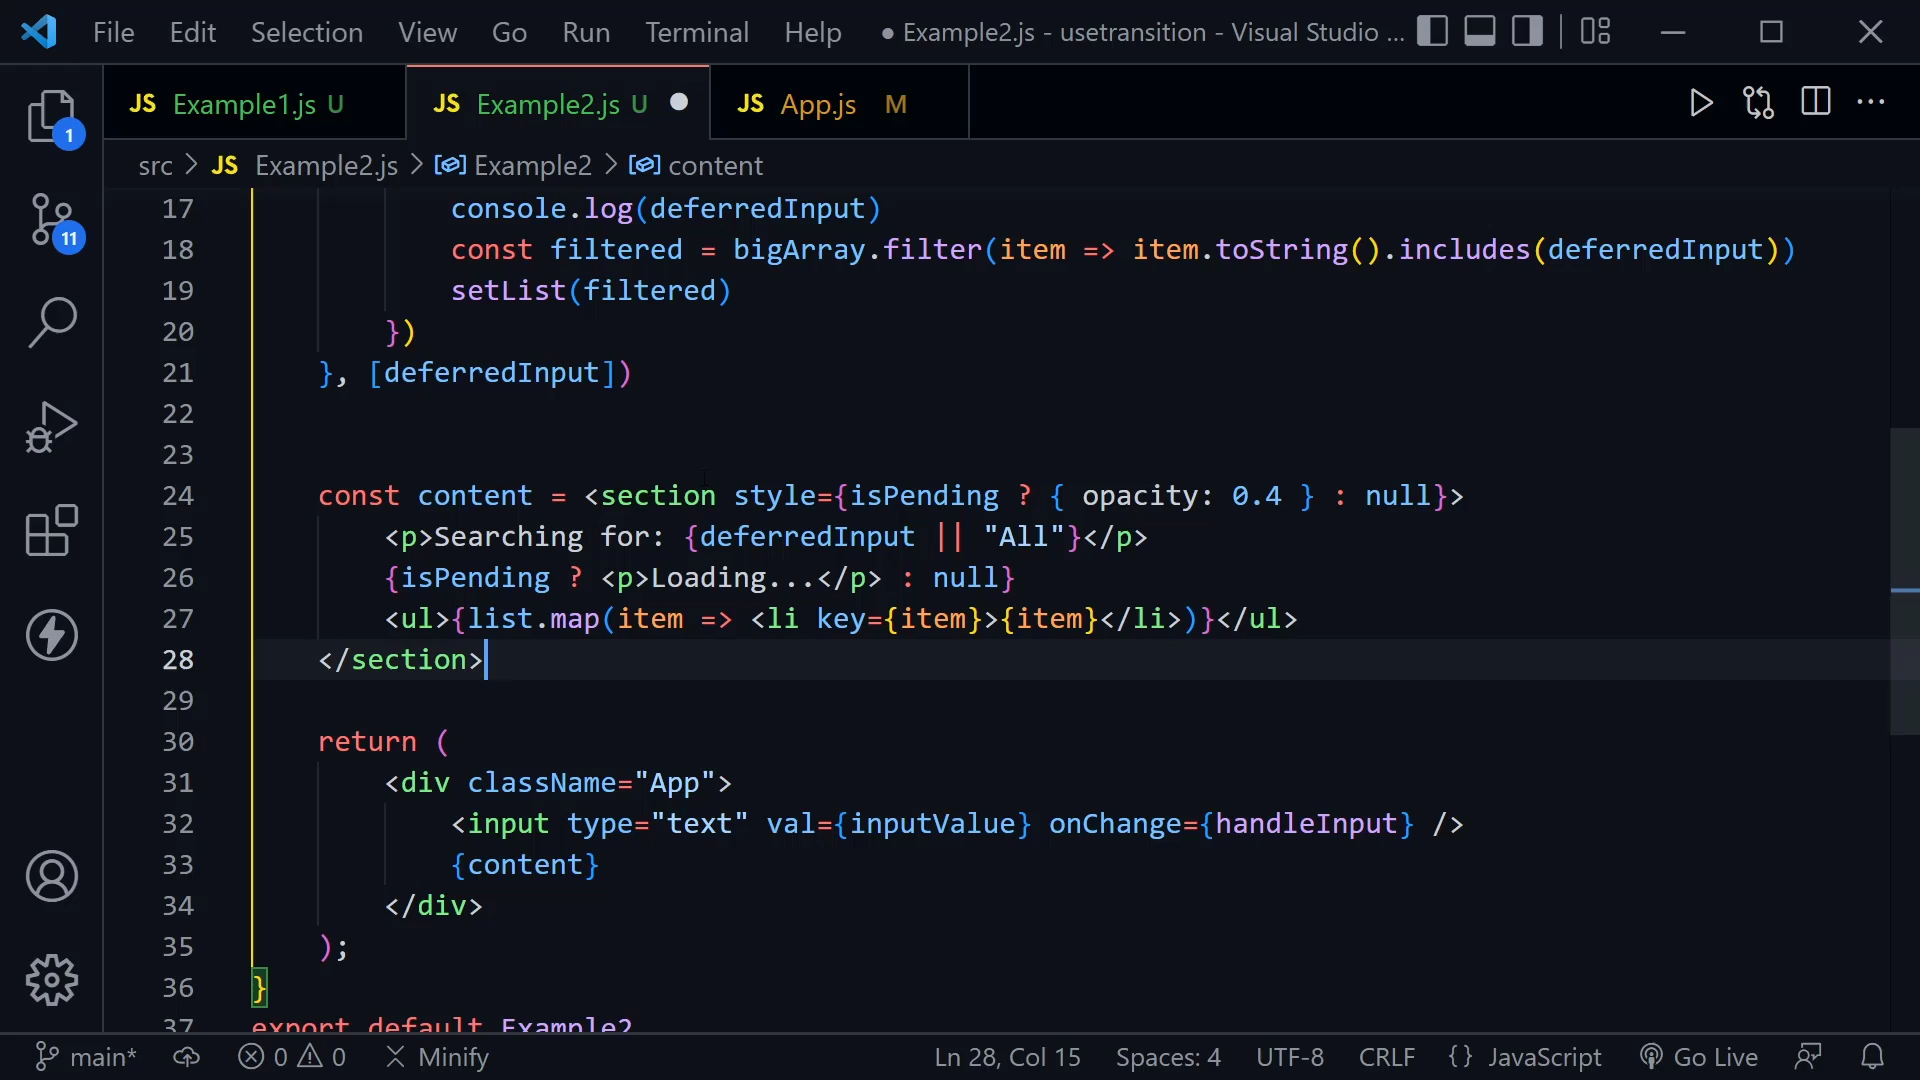 File Edit Selection View Go Run Terminal Help ● Example2.js - usetransition - Visual Studio ...
JS Example1.js U JS Example2.js U JS App.js M
src > JS Example2.js > Example2 > content
1
11
17 console.log(deferredInput)
18 const filtered = bigArray.filter(item => item.toString().includes(deferredInput))
19 setList(filtered)
20 })
21 }, [deferredInput])
22
23
24 const content = <section style={isPending ? { opacity: 0.4 } : null}>
25 <p>Searching for: {deferredInput || "All"}</p>
26 {isPending ? <p>Loading...</p> : null}
27 <ul>{list.map(item => <li key={item}>{item}</li>)}</ul>
28 </section>
29
30 return (
31 <div className="App">
32 <input type="text" val={inputValue} onChange={handleInput} />
33 {content}
34 </div>
35 );
36 }
37 export default Example2
main* 0 0 Minify Ln 28, Col 15 Spaces: 4 UTF-8 CRLF {} JavaScript Go Live